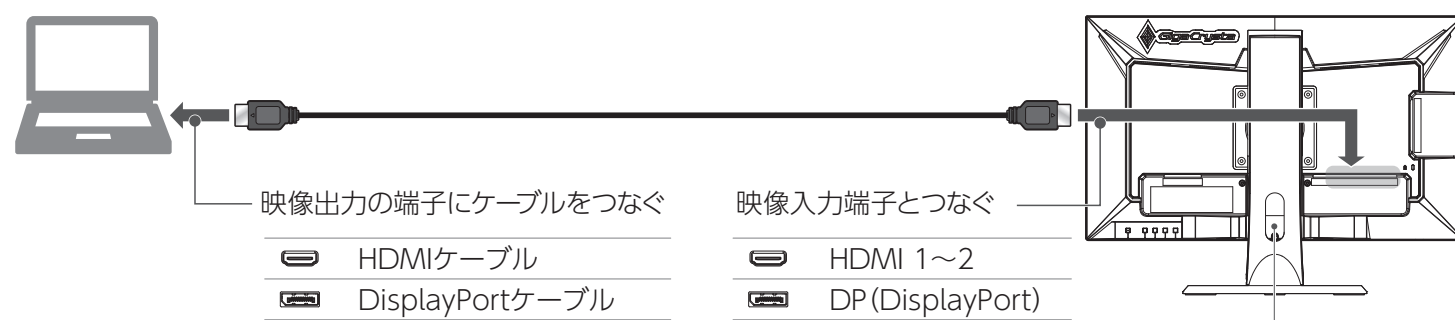 GigaCrysta
映像出力の端子にケーブルをつなぐ
HDMIケーブル
DisplayPortケーブル
映像入力端子とつなぐ
HDMI 1～2
DP（DisplayPort）